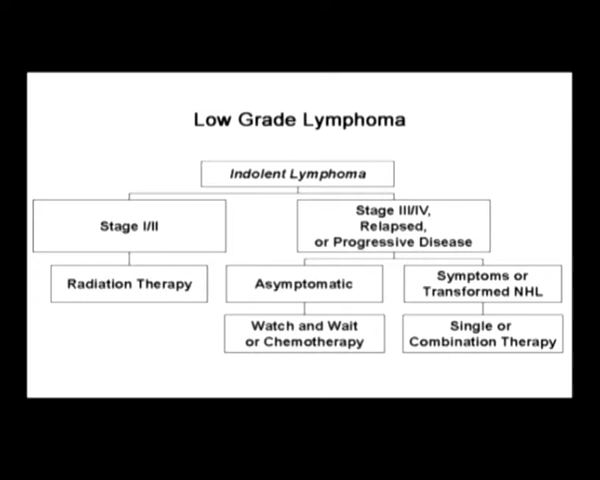 Low Grade Lymphoma
Indolent Lymphoma
Stage I/II
Stage III/IV,
Relapsed,
or Progressive Disease
Radiation Therapy
Asymptomatic
Symptoms or
Transformed NHL
Watch and Wait
or Chemotherapy
Single or
Combination Therapy